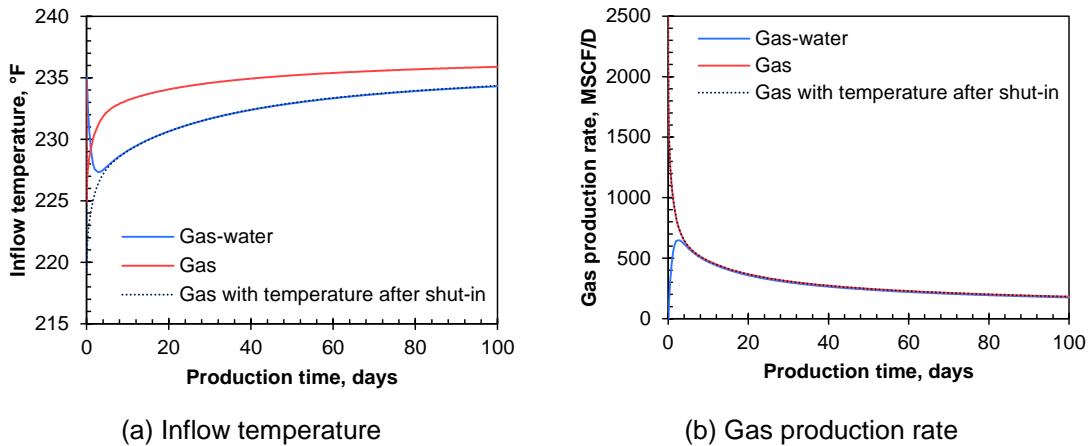 240
235
230
225
220
215
Inflow temperature, °F
Gas-water
Gas
Gas with temperature after shut-in
0 20 40 60 80 100
Production time, days
(a) Inflow temperature
2500
2000
1500
1000
500
0
Gas production rate, MSCF/D
Gas-water
Gas
Gas with temperature after shut-in
0 20 40 60 80 100
Production time, days
(b) Gas production rate